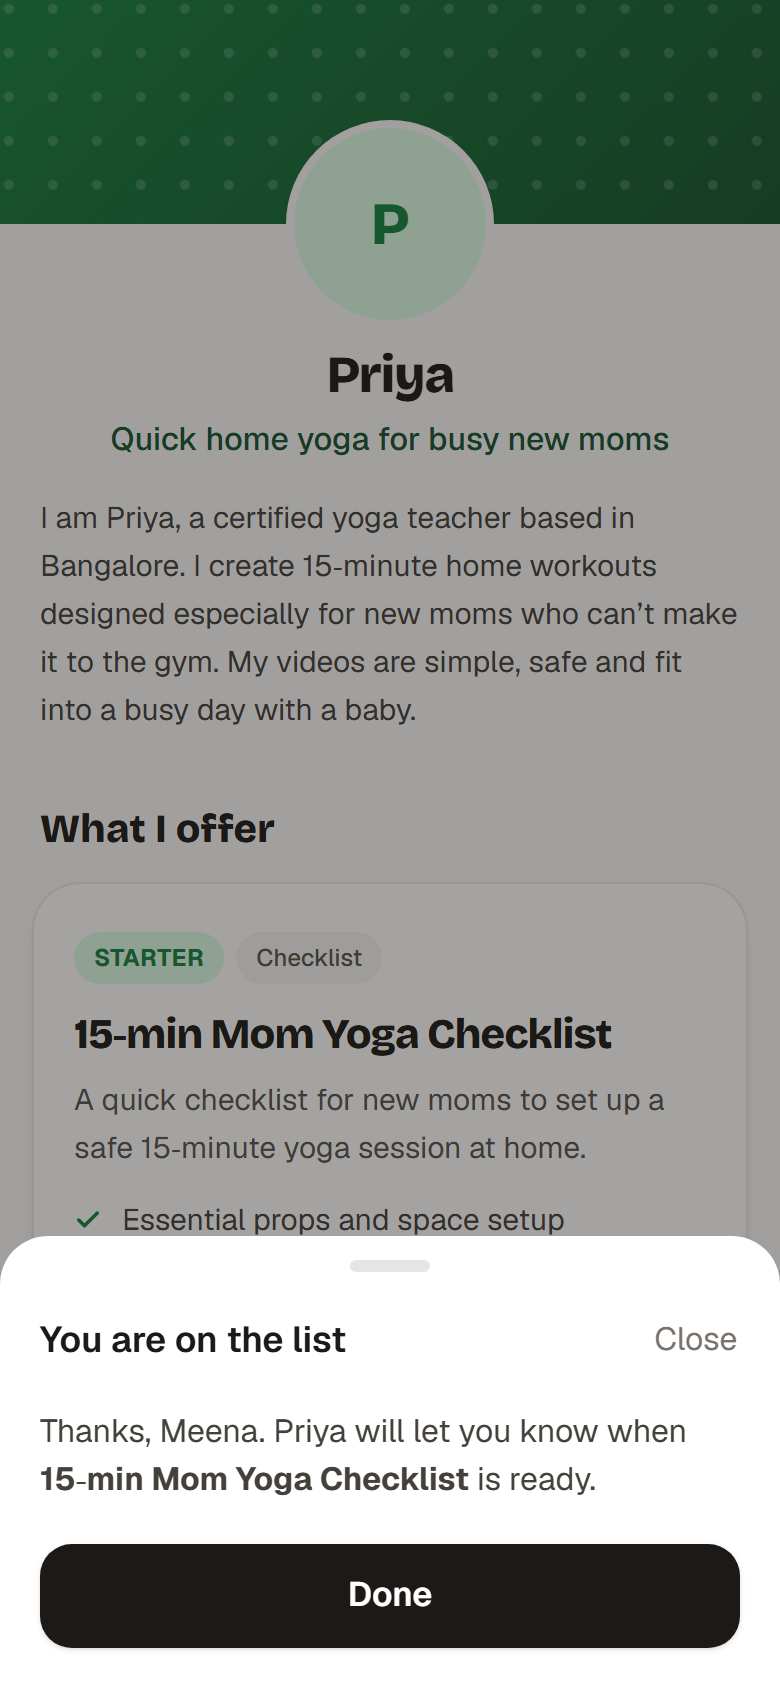 P
Priya
Quick home yoga for busy new moms
I am Priya, a certified yoga teacher based in
Bangalore. I create 15-minute home workouts
designed especially for new moms who can’t make
it to the gym. My videos are simple, safe and fit
into a busy day with a baby.
What I offer
STARTER Checklist
15-min Mom Yoga Checklist
A quick checklist for new moms to set up a
safe 15-minute yoga session at home.
Essential props and space setup
You are on the list Close
Thanks, Meena. Priya will let you know when
15-min Mom Yoga Checklist is ready.
Done